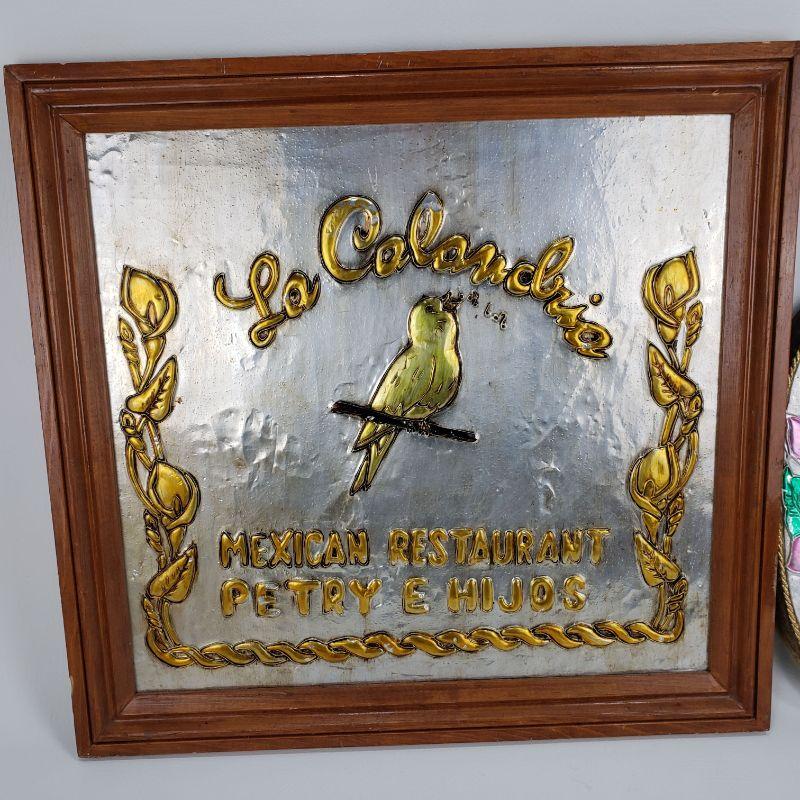 La Calandria
MEXICAN RESTAURANT
PETRY E HIJOS